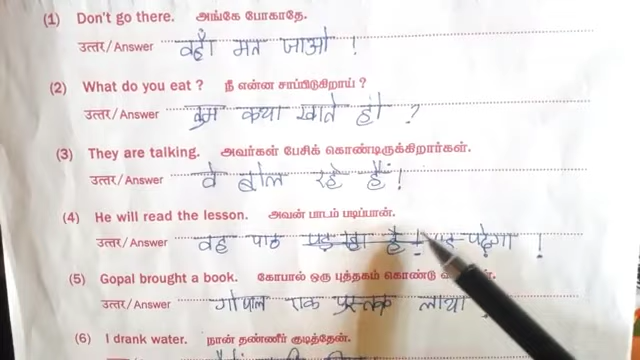 (1) Don't go there. அங்கே போகாதே.
उत्तर/Answer वहाँ मत जाओ !
(2) What do you eat ? நீ என்ன சாப்பிடுகிறாய் ?
उत्तर/Answer तुम क्या खाते हो ?
(3) They are talking. அவர்கள் பேசிக் கொண்டிருக்கிறார்கள்.
उत्तर/Answer वे बोल रहे हैं !
(4) He will read the lesson. அவன் பாடம் படிப்பான்.
उत्तर/Answer वह पाठ पढ़ेगा !
(5) Gopal brought a book. கோபால் ஒரு புத்தகம் கொண்டு
उत्तर/Answer गोपाल एक पुस्तक लाया
(6) I drank water. நான் தண்ணீர் குடித்தேன்.